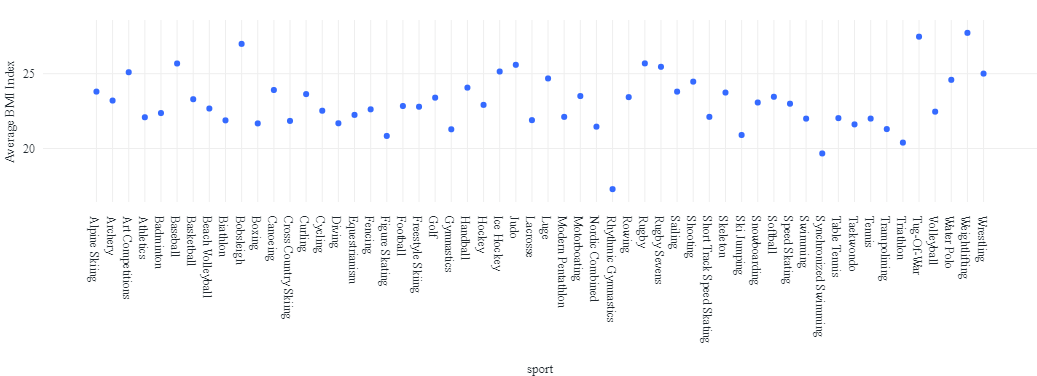 Average BMI Index
25
20
Alpine Skiing
Archery
Art Competitions
Athletics
Badminton
Baseball
Basketball
Beach Volleyball
Biathlon
Bobsleigh
Boxing
Canoeing
Cross Country Skiing
Curling
Cycling
Diving
Equestrianism
Fencing
Figure Skating
Football
Freestyle Skiing
Golf
Gymnastics
Handball
Hockey
Ice Hockey
Judo
Lacrosse
Luge
Modern Pentathlon
Motorboating
Nordic Combined
Rhythmic Gymnastics
Rowing
Rugby
Rugby Sevens
Sailing
Shooting
Short Track Speed Skating
Skeleton
Ski Jumping
Snowboarding
Softball
Speed Skating
Swimming
Synchronized Swimming
Table Tennis
Taekwondo
Tennis
Trampolining
Triathlon
Tug-Of-War
Volleyball
Water Polo
Weightlifting
Wrestling
sport